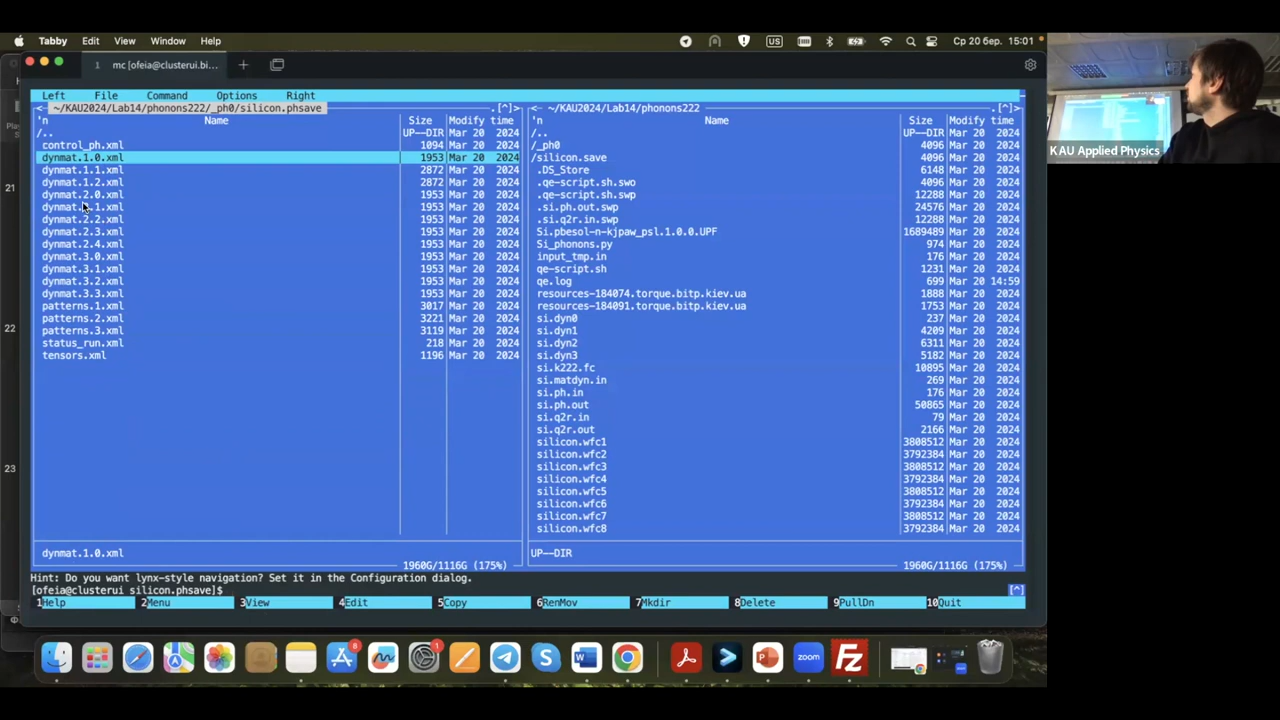 Tabby Edit View Window Help US Ср 20 бер. 15:01
1 mc [ofeia@clusterui.bi...
Left File Command Options Right
<- ~/KAU2024/Lab14/phonons222/_ph0/silicon.phsave .[^]>
'n Name Size Modify time
/.. UP--DIR Mar 20 2024
control_ph.xml 1094 Mar 20 2024
dynmat.1.0.xml 1953 Mar 20 2024
dynmat.1.1.xml 2872 Mar 20 2024
dynmat.1.2.xml 2872 Mar 20 2024
dynmat.2.0.xml 1953 Mar 20 2024
dynmat.2.1.xml 1953 Mar 20 2024
dynmat.2.2.xml 1953 Mar 20 2024
dynmat.2.3.xml 1953 Mar 20 2024
dynmat.2.4.xml 1953 Mar 20 2024
dynmat.3.0.xml 1953 Mar 20 2024
dynmat.3.1.xml 1953 Mar 20 2024
dynmat.3.2.xml 1953 Mar 20 2024
dynmat.3.3.xml 1953 Mar 20 2024
patterns.1.xml 3017 Mar 20 2024
patterns.2.xml 3221 Mar 20 2024
patterns.3.xml 3119 Mar 20 2024
status_run.xml 218 Mar 20 2024
tensors.xml 1196 Mar 20 2024
dynmat.1.0.xml
1960G/1116G (175%)
<- ~/KAU2024/Lab14/phonons222 .[^]>
'n Name Size Modify time
/.. UP--DIR Mar 20 2024
/_ph0 4096 Mar 20 2024
/silicon.save 4096 Mar 20 2024
.DS_Store 6148 Mar 20 2024
.qe-script.sh.swo 4096 Mar 20 2024
.qe-script.sh.swp 12288 Mar 20 2024
.si.ph.out.swp 24576 Mar 20 2024
.si.q2r.in.swp 12288 Mar 20 2024
Si.pbesol-n-kjpaw_psl.1.0.0.UPF 1689489 Mar 20 2024
Si_phonons.py 974 Mar 20 2024
input_tmp.in 176 Mar 20 2024
qe-script.sh 1231 Mar 20 2024
qe.log 699 Mar 20 14:59
resources-184074.torque.bitp.kiev.ua 1888 Mar 20 2024
resources-184091.torque.bitp.kiev.ua 1753 Mar 20 2024
si.dyn0 237 Mar 20 2024
si.dyn1 4209 Mar 20 2024
si.dyn2 6311 Mar 20 2024
si.dyn3 5182 Mar 20 2024
si.k222.fc 10895 Mar 20 2024
si.matdyn.in 269 Mar 20 2024
si.ph.in 176 Mar 20 2024
si.ph.out 50865 Mar 20 2024
si.q2r.in 79 Mar 20 2024
si.q2r.out 2166 Mar 20 2024
silicon.wfc1 3808512 Mar 20 2024
silicon.wfc2 3792384 Mar 20 2024
silicon.wfc3 3808512 Mar 20 2024
silicon.wfc4 3792384 Mar 20 2024
silicon.wfc5 3808512 Mar 20 2024
silicon.wfc6 3792384 Mar 20 2024
silicon.wfc7 3808512 Mar 20 2024
silicon.wfc8 3792384 Mar 20 2024
UP--DIR
1960G/1116G (175%)
Hint: Do you want lynx-style navigation? Set it in the Configuration dialog.
[ofeia@clusterui silicon.phsave]$ [^]
1Help 2Menu 3View 4Edit 5Copy 6RenMov 7Mkdir 8Delete 9PullDn 10Quit
21
22
23
8
1
zoom
KAU Applied Physics